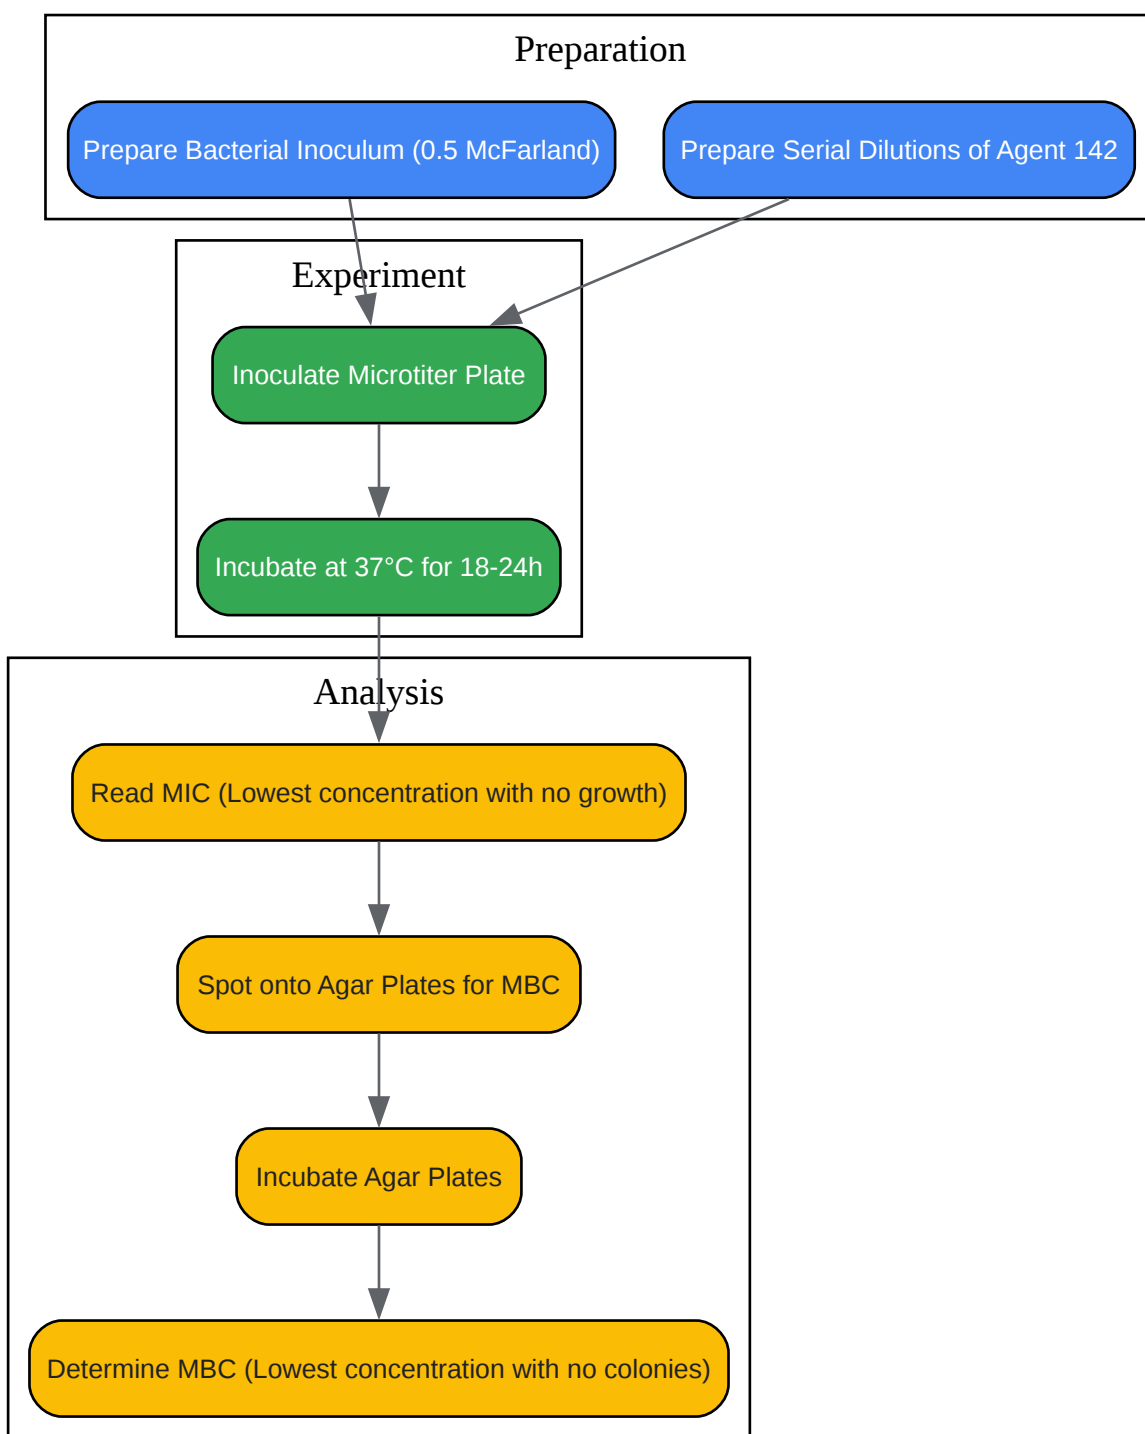 Preparation
Prepare Bacterial Inoculum (0.5 McFarland)
Prepare Serial Dilutions of Agent 142
Experiment
Inoculate Microtiter Plate
Incubate at 37°C for 18-24h
Analysis
Read MIC (Lowest concentration with no growth)
Spot onto Agar Plates for MBC
Incubate Agar Plates
Determine MBC (Lowest concentration with no colonies)